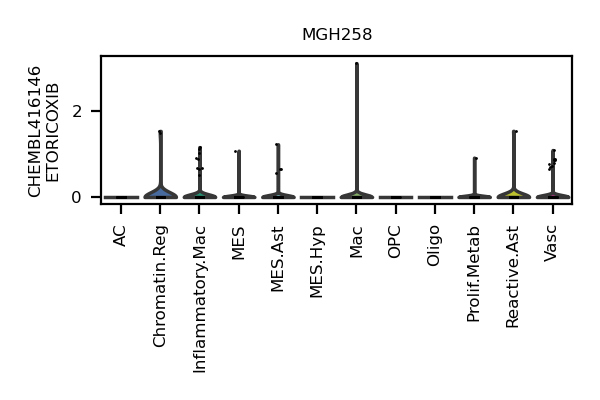 MGH258
CHEMBL416146
ETORICOXIB
2
0
AC
Chromatin.Reg
Inflammatory.Mac
MES
MES.Ast
MES.Hyp
Mac
OPC
Oligo
Prolif.Metab
Reactive.Ast
Vasc